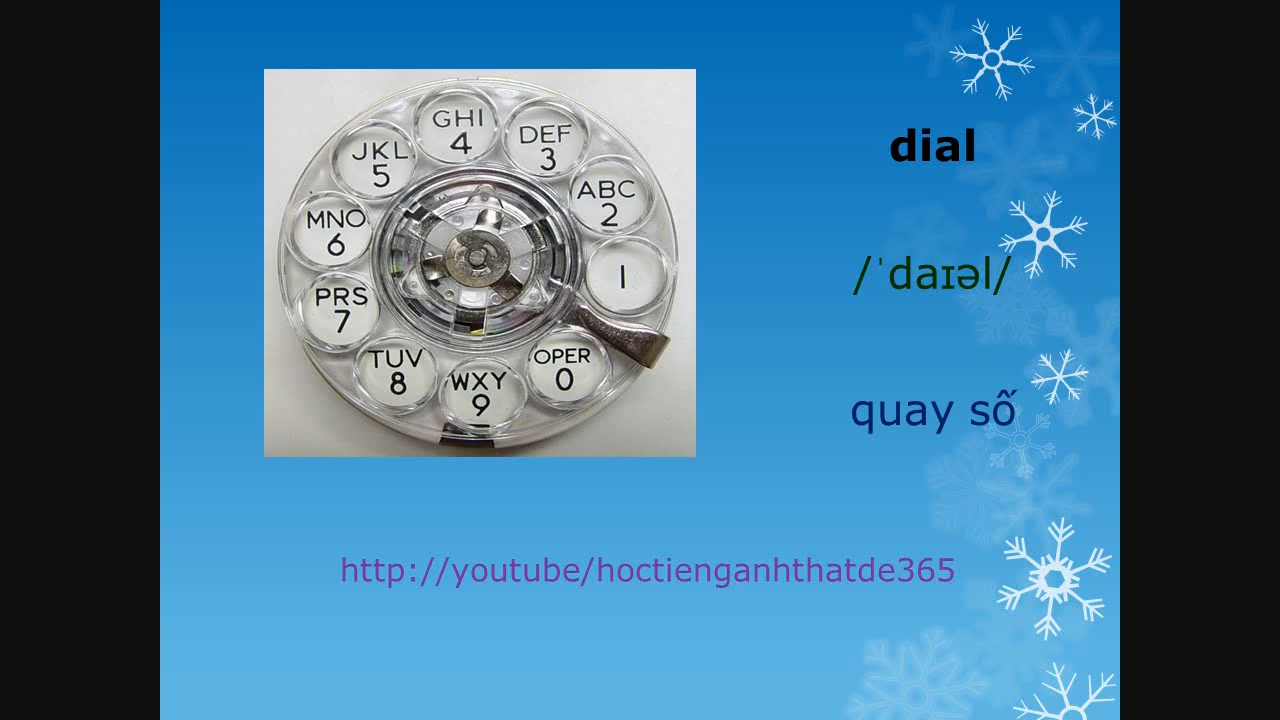 GHI
4
DEF
3
JKL
5
ABC
2
MNO
6
1
PRS
7
TUV
8
WXY
9
OPER
0
dial
/ˈdaɪəl/
quay số
http://youtube/hoctienganhthatde365